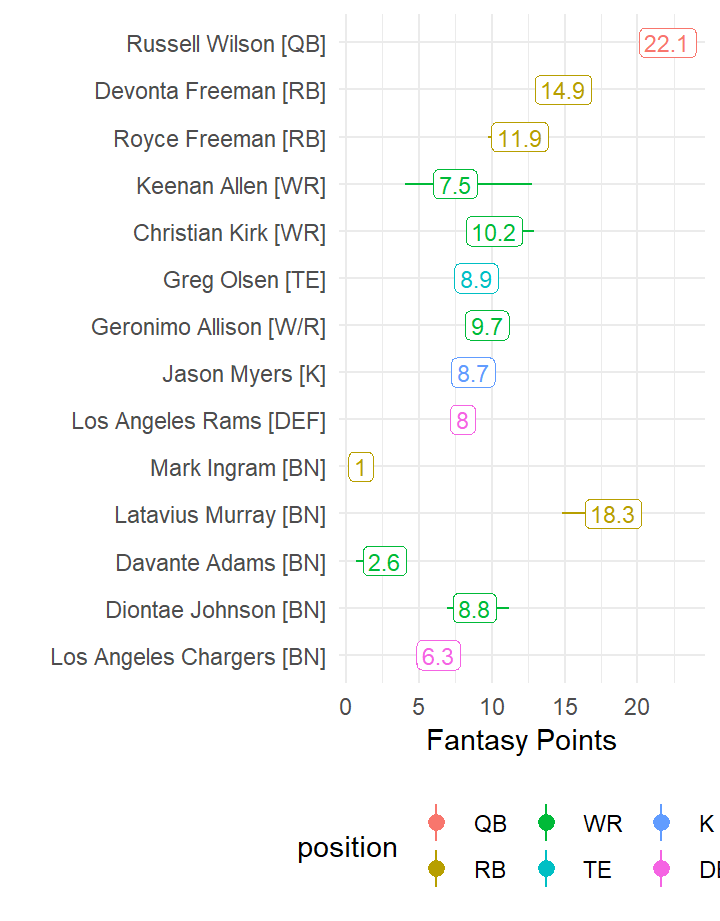 Russell Wilson [QB] 22.1
Devonta Freeman [RB] 14.9
Royce Freeman [RB] 11.9
Keenan Allen [WR] 7.5
Christian Kirk [WR] 10.2
Greg Olsen [TE] 8.9
Geronimo Allison [W/R] 9.7
Jason Myers [K] 8.7
Los Angeles Rams [DEF] 8
Mark Ingram [BN] 1
Latavius Murray [BN] 18.3
Davante Adams [BN] 2.6
Diontae Johnson [BN] 8.8
Los Angeles Chargers [BN] 6.3
0 5 10 15 20
Fantasy Points
position
QB WR K
RB TE